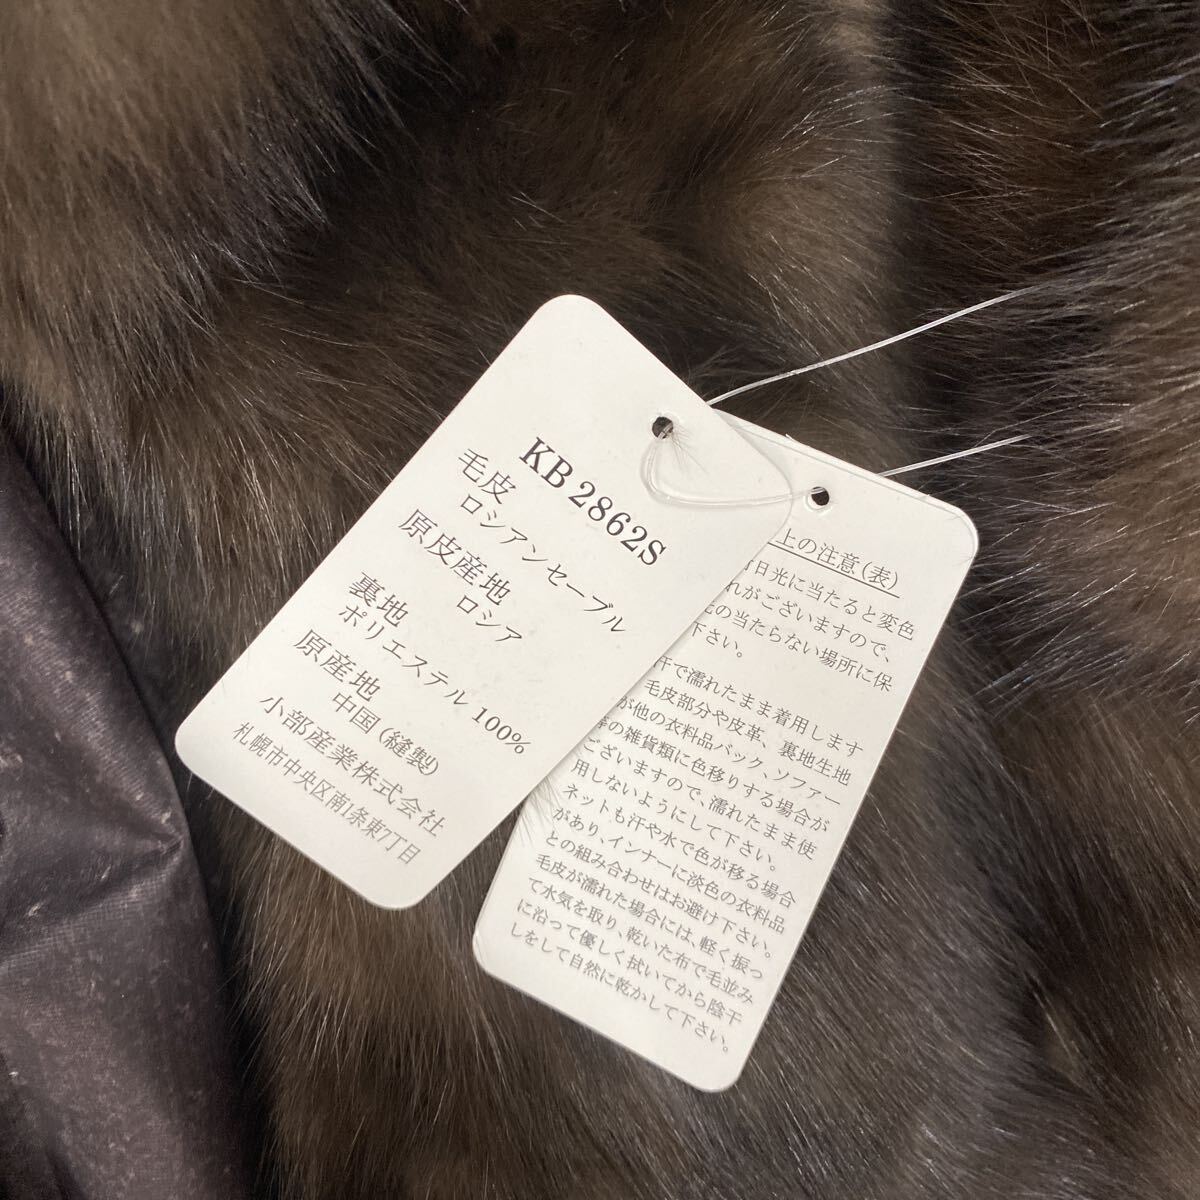 KB 2862S
毛皮
ロシアンセーブル
原皮産地
ロシア
裏地
ポリエステル 100%
原産地
中国(縫製)
小部産業株式会社
札幌市中央区南1条東7丁目
上の注意(表)
日光に当たると変色
れがございますので、
の当たらない場所に保
下さい。
汗で濡れたまま着用します
毛皮部分や皮革、裏地生地
が他の衣料品バック、ソファー
等の雑貨類に色移りする場合が
ございますので、濡れたまま使
用しないようにして下さい。
ネットも汗や水で色が移る場合
があり、インナーに淡色の衣料品
との組み合わせはお避け下さい。
毛皮が濡れた場合には、軽く振っ
て水気を取り、乾いた布で毛並み
に沿って優しく拭いてから陰干
しをして自然に乾かして下さい。